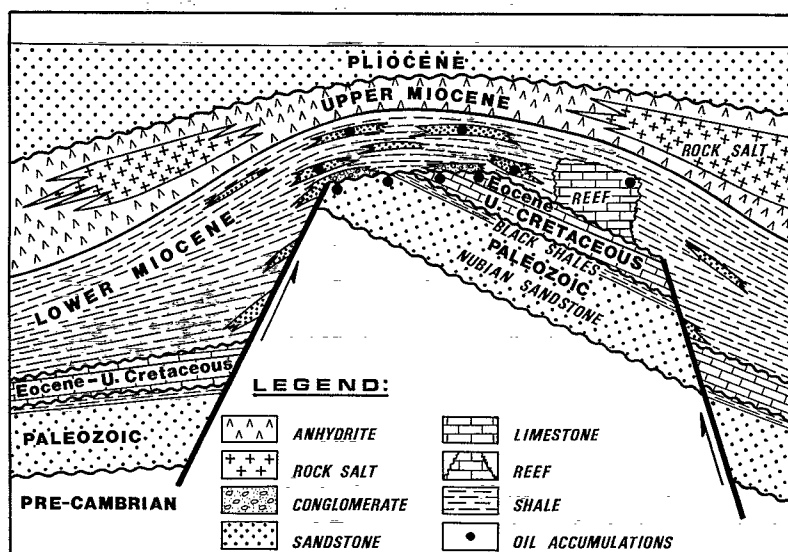 PLIOCENE
UPPER MIOCENE
ROCK SALT
LOWER MIOCENE
REEF
Eocene-
U. CRETACEOUS
BLACK SHALES
PALEOZOIC
NUBIAN SANDSTONE
Eocene-U. Cretaceous
PALEOZOIC
PRE-CAMBRIAN
LEGEND:
ANHYDRITE
ROCK SALT
CONGLOMERATE
SANDSTONE
LIMESTONE
REEF
SHALE
OIL ACCUMULATIONS